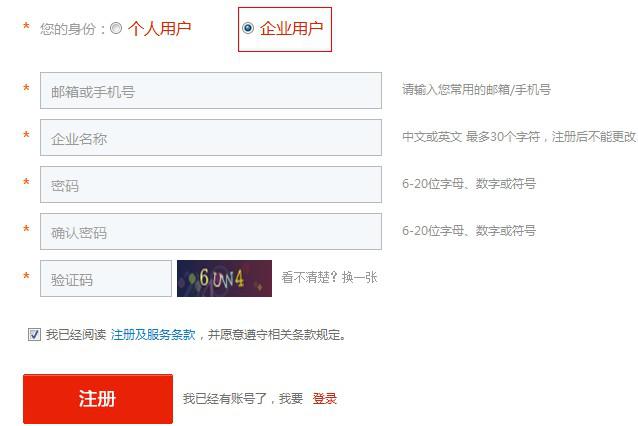 * 您的身份： 个人用户 企业用户
* 邮箱或手机号 请输入您常用的邮箱/手机号
* 企业名称 中文或英文 最多30个字符，注册后不能更改
* 密码 6-20位字母、数字或符号
* 确认密码 6-20位字母、数字或符号
* 验证码 6UW4 看不清楚？换一张
我已经阅读 注册及服务条款，并愿意遵守相关条款规定。
注册 我已经有账号了，我要 登录